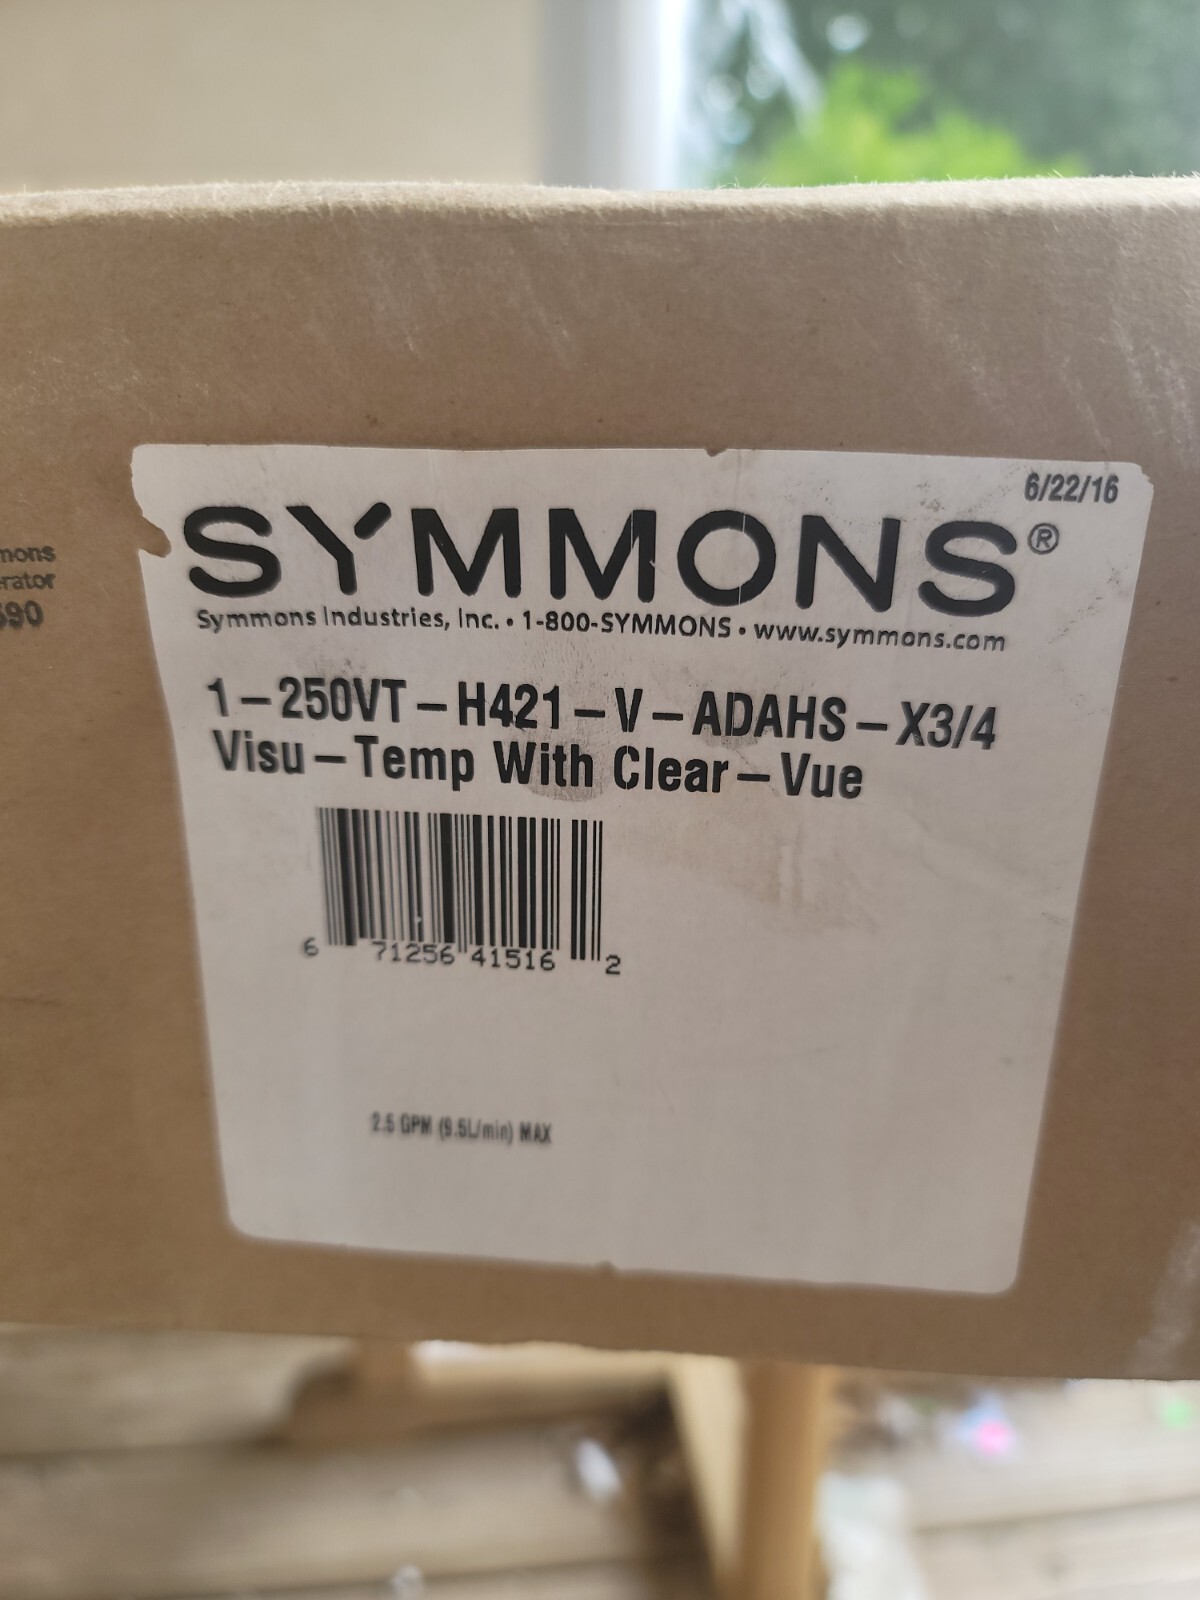 6/22/16
SYMMONS®
Symmons Industries, Inc. • 1-800-SYMMONS • www.symmons.com
1-250VT-H421-V-ADAHS-X3/4
Visu-Temp With Clear-Vue
6 71256 41516 2
2.5 GPM (9.5L/min) MAX